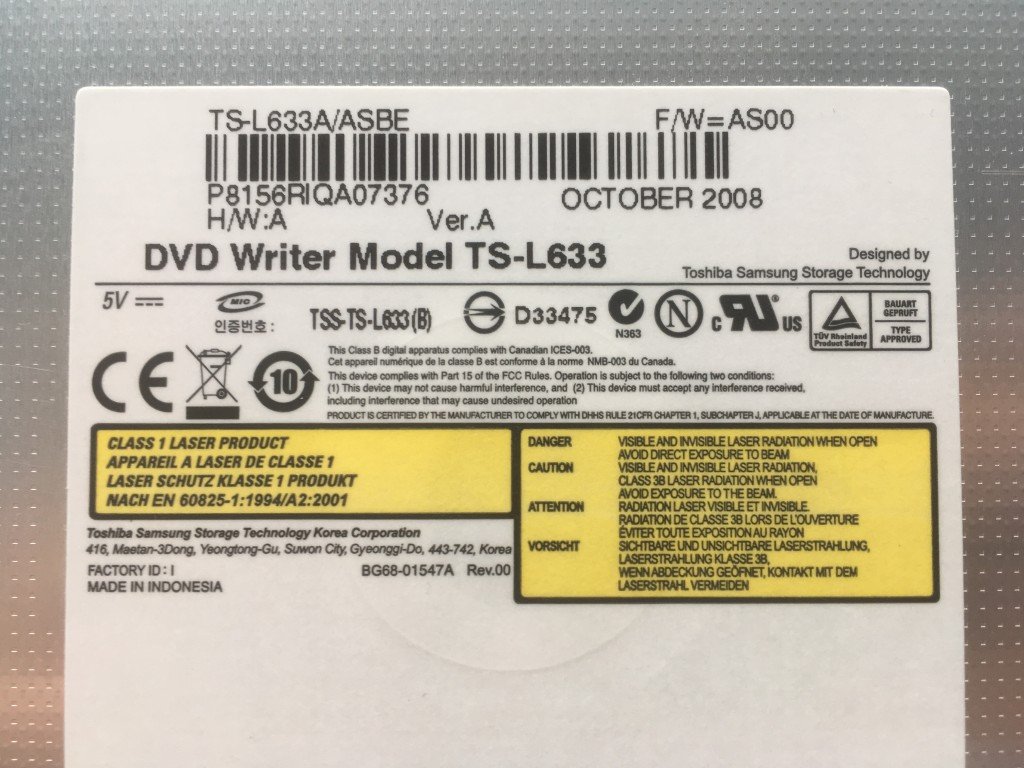 TS-L633A/ASBE F/W=AS00
P8156RIQA07376 OCTOBER 2008
H/W:A Ver.A
DVD Writer Model TS-L633
Designed by
Toshiba Samsung Storage Technology
5V
MIC
인증번호 :
TSS-TS-L633(B)
D33475
N363
N
c RU US
TÜV Rheinland
Product Safety
BAUART
GEPRUFT
TYPE
APPROVED
CE
10
This Class B digital apparatus complies with Canadian ICES-003.
Cet appareil numérique de la classe B est conforme à la norme NMB-003 du Canada.
This device complies with Part 15 of the FCC Rules. Operation is subject to the following two conditions:
(1) This device may not cause harmful interference, and (2) This device must accept any interference received,
including interference that may cause undesired operation
PRODUCT IS CERTIFIED BY THE MANUFACTURER TO COMPLY WITH DHHS RULE 21CFR CHAPTER 1, SUBCHAPTER J, APPLICABLE AT THE DATE OF MANUFACTURE.
CLASS 1 LASER PRODUCT
APPAREIL A LASER DE CLASSE 1
LASER SCHUTZ KLASSE 1 PRODUKT
NACH EN 60825-1:1994/A2:2001
DANGER VISIBLE AND INVISIBLE LASER RADIATION WHEN OPEN
AVOID DIRECT EXPOSURE TO BEAM
CAUTION VISIBLE AND INVISIBLE LASER RADIATION,
CLASS 3B LASER RADIATION WHEN OPEN
AVOID EXPOSURE TO THE BEAM.
ATTENTION RADIATION LASER VISIBLE ET INVISIBLE.
RADIATION DE CLASSE 3B LORS DE L'OUVERTURE
ÉVITER TOUTE EXPOSITION AU RAYON
VORSICHT SICHTBARE UND UNSICHTBARE LASERSTRAHLUNG,
LASERSTRAHLUNG KLASSE 3B,
WENN ABDECKUNG GEÖFNET, KONTAKT MIT DEM
LASERSTRAHL VERMEIDEN
Toshiba Samsung Storage Technology Korea Corporation
416, Maetan-3Dong, Yeongtong-Gu, Suwon City, Gyeonggi-Do, 443-742, Korea
FACTORY ID : I BG68-01547A Rev.00
MADE IN INDONESIA